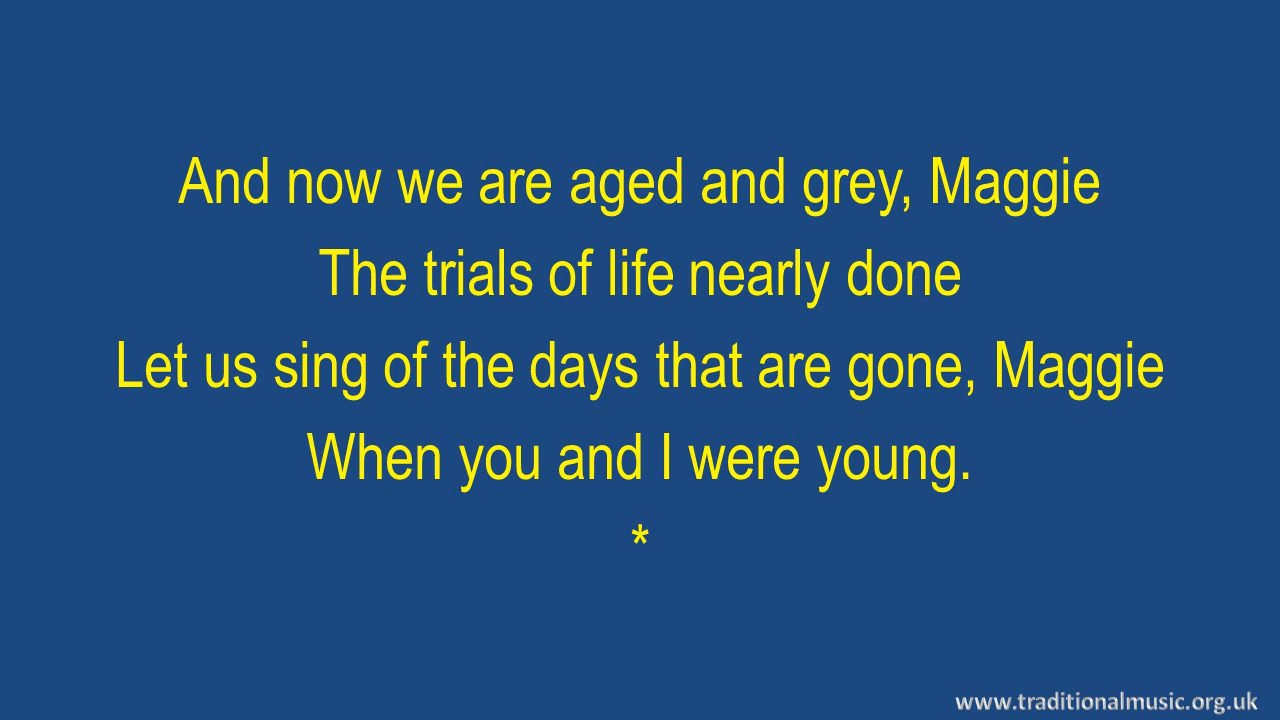 And now we are aged and grey, Maggie
The trials of life nearly done
Let us sing of the days that are gone, Maggie
When you and I were young.
*
www.traditionalmusic.org.uk